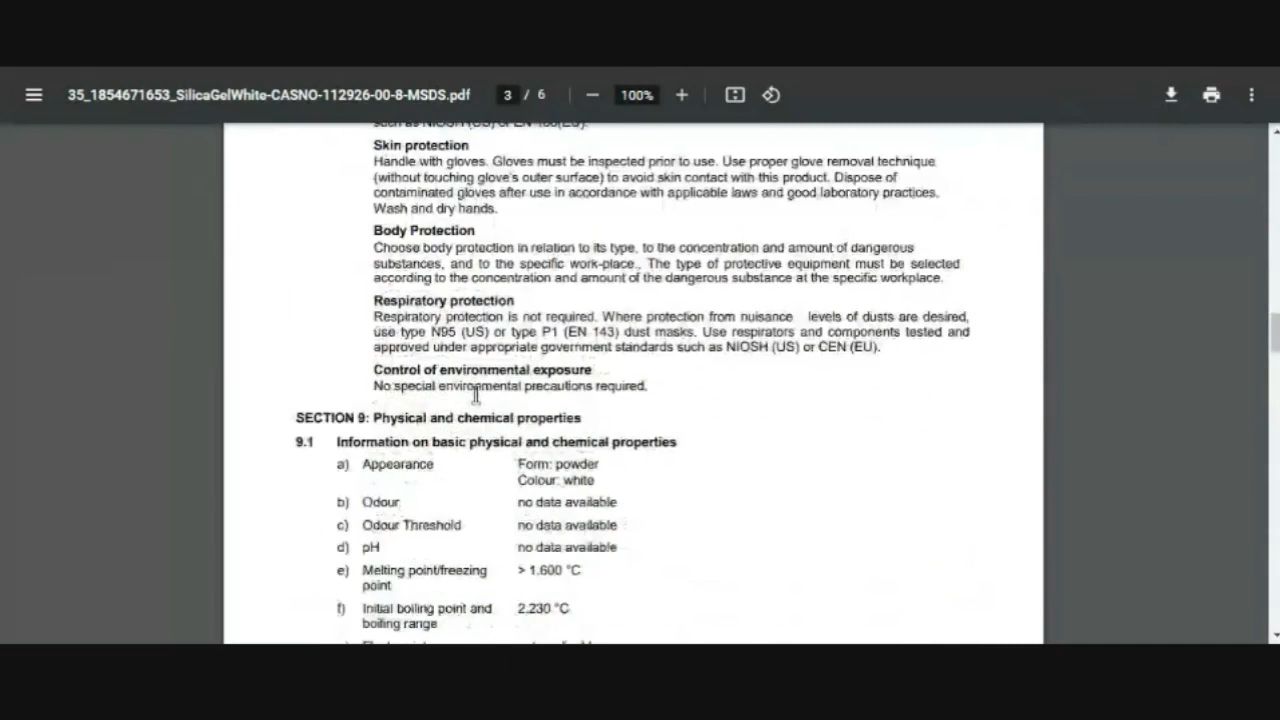 35_1854671653_SilicaGelWhite-CASNO-112926-00-8-MSDS.pdf 3 / 6 100%
Skin protection
Handle with gloves. Gloves must be inspected prior to use. Use proper glove removal technique
(without touching glove's outer surface) to avoid skin contact with this product. Dispose of
contaminated gloves after use in accordance with applicable laws and good laboratory practices.
Wash and dry hands.
Body Protection
Choose body protection in relation to its type, to the concentration and amount of dangerous
substances, and to the specific work-place., The type of protective equipment must be selected
according to the concentration and amount of the dangerous substance at the specific workplace.
Respiratory protection
Respiratory protection is not required. Where protection from nuisance levels of dusts are desired,
use type N95 (US) or type P1 (EN 143) dust masks. Use respirators and components tested and
approved under appropriate government standards such as NIOSH (US) or CEN (EU).
Control of environmental exposure
No special environmental precautions required.
SECTION 9: Physical and chemical properties
9.1 Information on basic physical and chemical properties
a) Appearance Form: powder
Colour: white
b) Odour no data available
c) Odour Threshold no data available
d) pH no data available
e) Melting point/freezing > 1.600 °C
point
f) Initial boiling point and 2.230 °C
boiling range